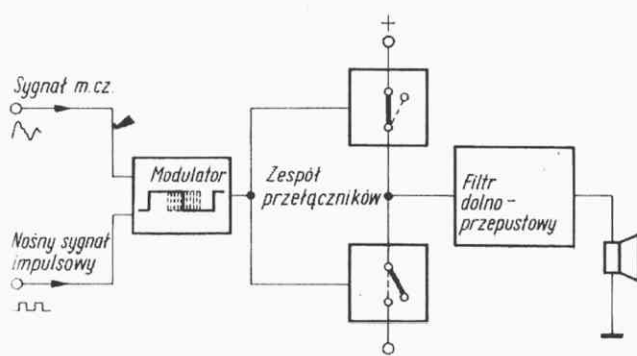 +
Sygnał m.cz.
Modulator
Zespół
przełączników
Filtr
dolno-
przepustowy
Nośny sygnał
impulsowy